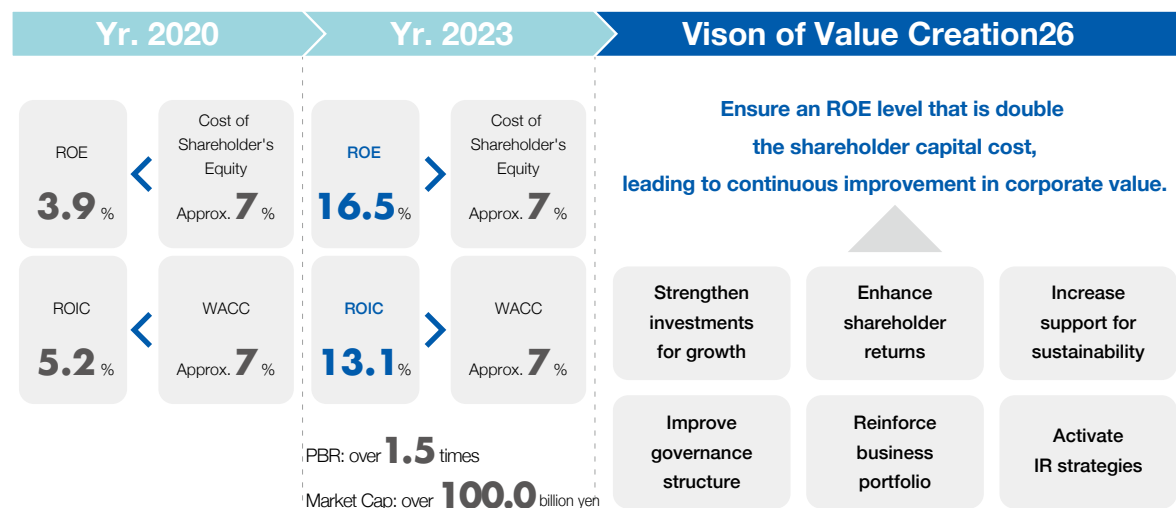 Yr. 2020
Yr. 2023
Vison of Value Creation26
ROE
3.9 %
Cost of
Shareholder's
Equity
Approx. 7 %
ROE
16.5%
Cost of
Shareholder's
Equity
Approx. 7 %
ROIC
5.2 %
WACC
Approx. 7 %
ROIC
13.1%
WACC
Approx. 7 %
PBR: over 1.5 times
Market Cap: over 100.0 billion yen
Ensure an ROE level that is double
the shareholder capital cost,
leading to continuous improvement in corporate value.
Strengthen
investments
for growth
Enhance
shareholder
returns
Increase
support for
sustainability
Improve
governance
structure
Reinforce
business
portfolio
Activate
IR strategies